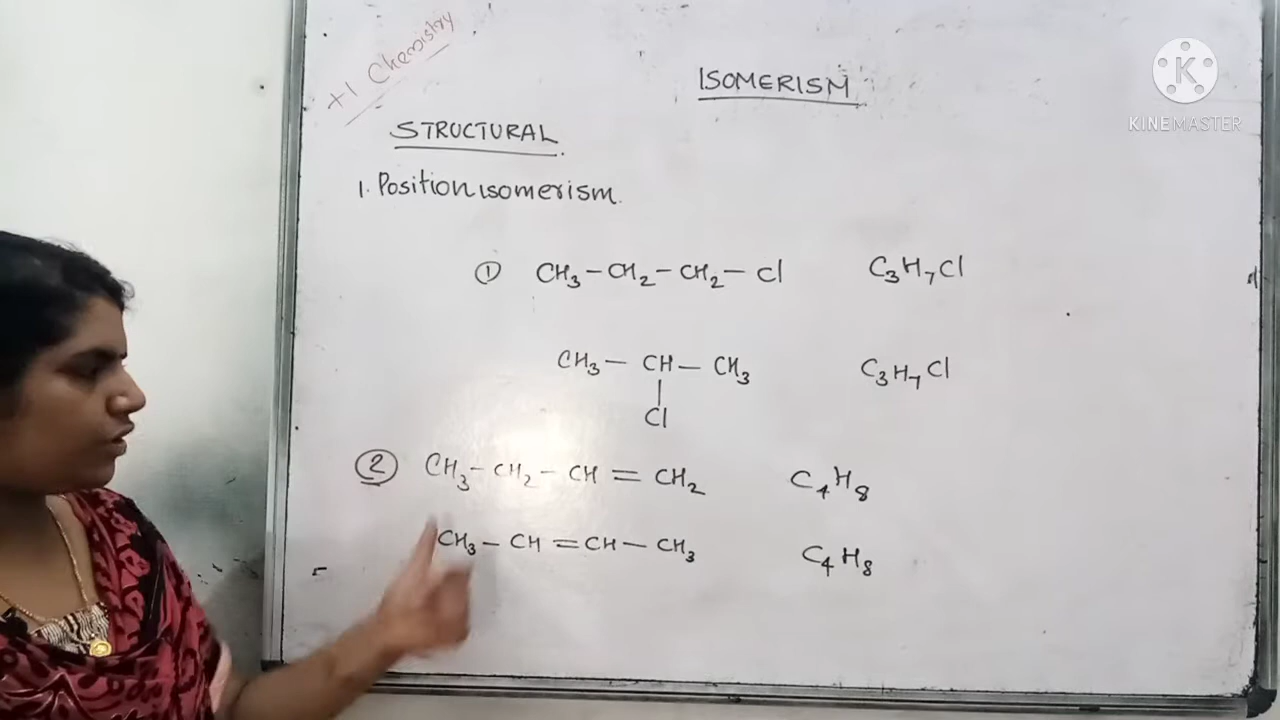 +1 Chemistry
ISOMERISM
KINEMASTER
STRUCTURAL
1. Position isomerism.
① CH₃-CH₂-CH₂-Cl C₃H₇Cl
CH₃-CH-CH₃ C₃H₇Cl
|
Cl
② CH₃-CH₂-CH=CH₂ C₄H₈
CH₃-CH=CH-CH₃ C₄H₈